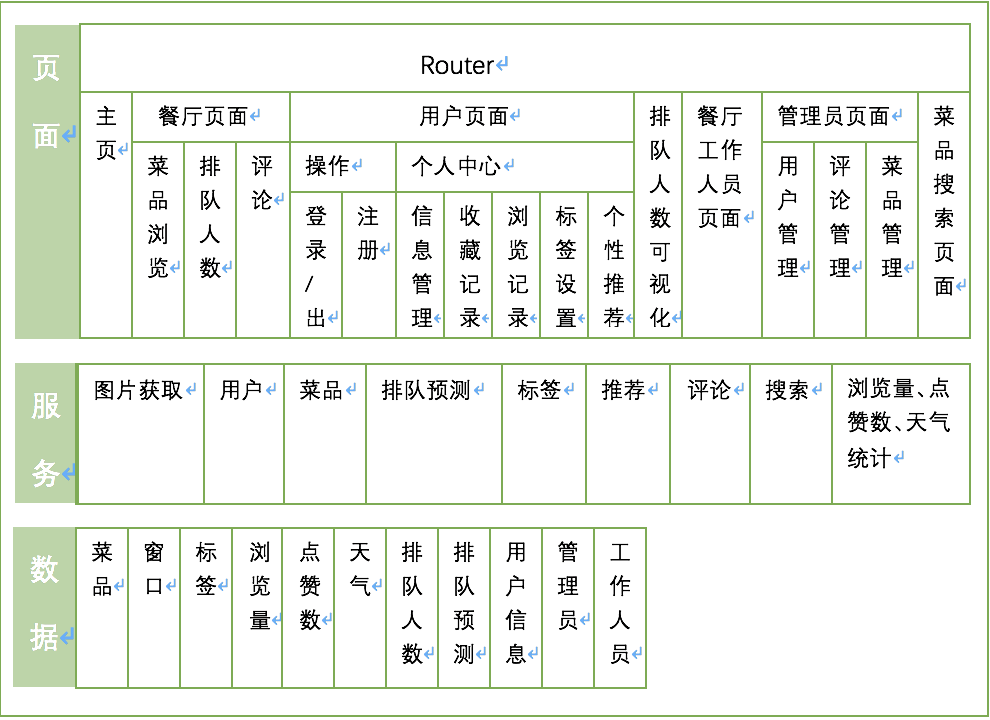 页面
Router
主页
餐厅页面
用户页面
排队人数可视化
餐厅
工作
人员
页面
管理员页面
菜品搜索页面
菜品浏览
排队人数
评论
操作
个人中心
用户管理
评论管理
菜品管理
登录/出
注册
信息管理
收藏记录
浏览记录
标签设置
个性推荐
服务
图片获取
用户
菜品
排队预测
标签
推荐
评论
搜索
浏览量、点
赞数、天气
统计
数据
菜品
窗口
标签
浏览量
点赞数
天气
排队人数
排队预测
用户信息
管理员
工作人员